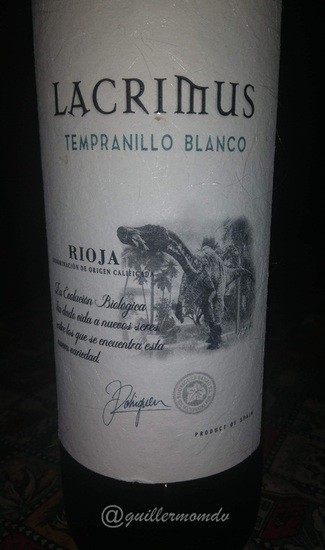 LACRIMUS
TEMPRANILLO BLANCO
RIOJA
DENOMINACIÓN DE ORIGEN CALIFICADA
La Evolución Biológica
ha dado vida a nuevos seres
entre los que se encuentra esta
nueva variedad.
PRODUCT OF SPAIN
@guillermomdv